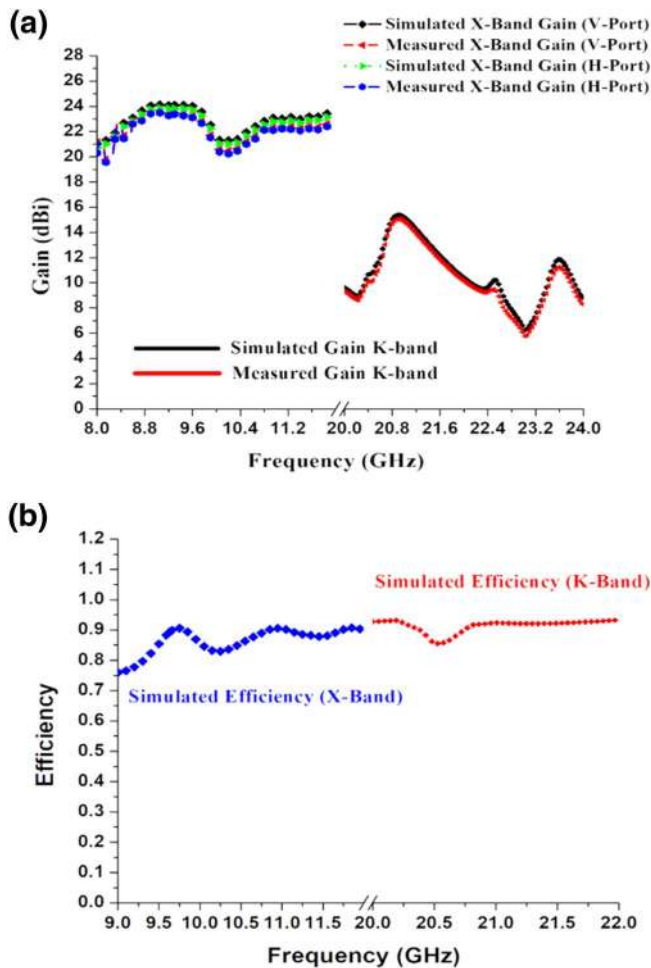 (a)
Simulated X-Band Gain (V-Port)
Measured X-Band Gain (V-Port)
Simulated X-Band Gain (H-Port)
Measured X-Band Gain (H-Port)
28
26
24
22
20
18
16
14
12
10
8
6
4
2
0
Gain (dBi)
Simulated Gain K-band
Measured Gain K-band
8.0 8.8 9.6 10.4 11.2 20.0 20.8 21.6 22.4 23.2 24.0
Frequency (GHz)
(b)
1.2
1.1
1.0
0.9
0.8
0.7
0.6
0.5
0.4
0.3
0.2
0.1
0.0
Efficiency
Simulated Efficiency (K-Band)
Simulated Efficiency (X-Band)
9.0 9.5 10.0 10.5 11.0 11.5 20.0 20.5 21.0 21.5 22.0
Frequency (GHz)